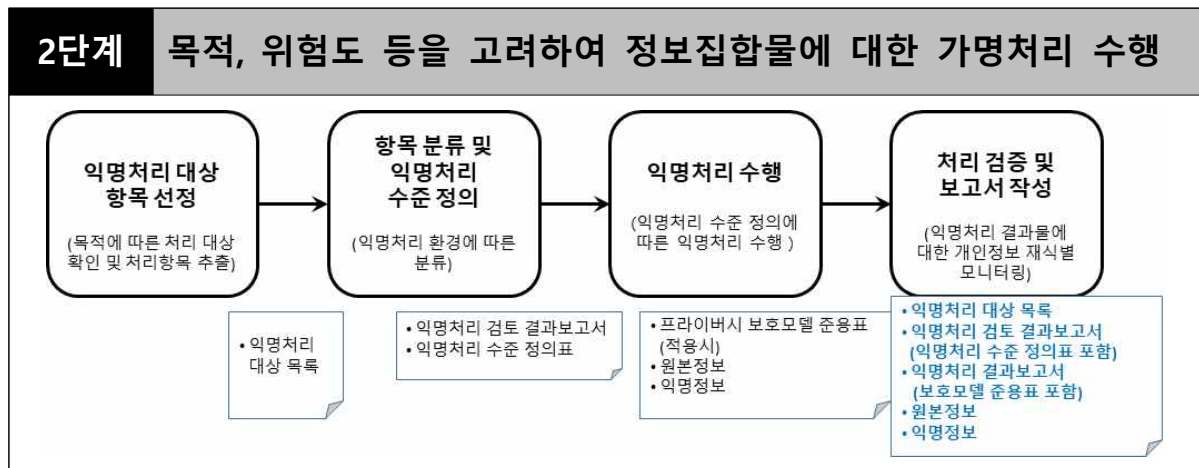 2단계 목적, 위험도 등을 고려하여 정보집합물에 대한 가명처리 수행
익명처리 대상
항목 선정
(목적에 따른 처리 대상
확인 및 처리항목 추출)
항목 분류 및
익명처리
수준 정의
(익명처리 환경에 따른
분류)
익명처리 수행
(익명처리 수준 정의에
따른 익명처리 수행 )
처리 검증 및
보고서 작성
(익명처리 결과물에
대한 개인정보 재식별
모니터링)
• 익명처리
대상 목록
• 익명처리 검토 결과보고서
• 익명처리 수준 정의표
• 프라이버시 보호모델 준용표
(적용시)
• 원본정보
• 익명정보
• 익명처리 대상 목록
• 익명처리 검토 결과보고서
(익명처리 수준 정의표 포함)
• 익명처리 결과보고서
(보호모델 준용표 포함)
• 원본정보
• 익명정보